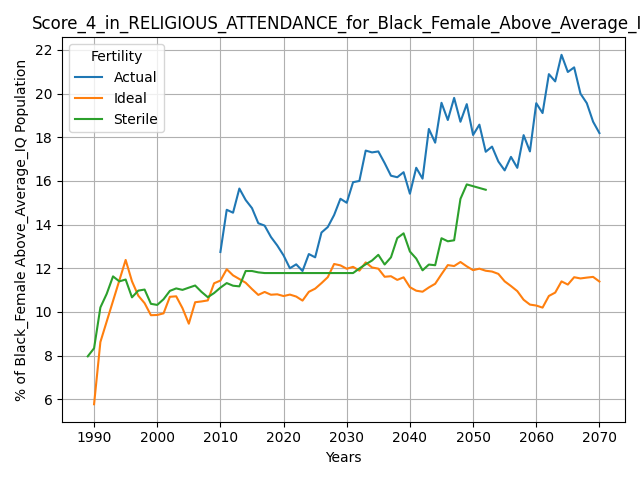 Score_4_in_RELIGIOUS_ATTENDANCE_for_Black_Female_Above_Average_I
% of Black_Female Above_Average_IQ Population
22
20
18
16
14
12
10
8
6
Fertility
Actual
Ideal
Sterile
1990 2000 2010 2020 2030 2040 2050 2060 2070
Years